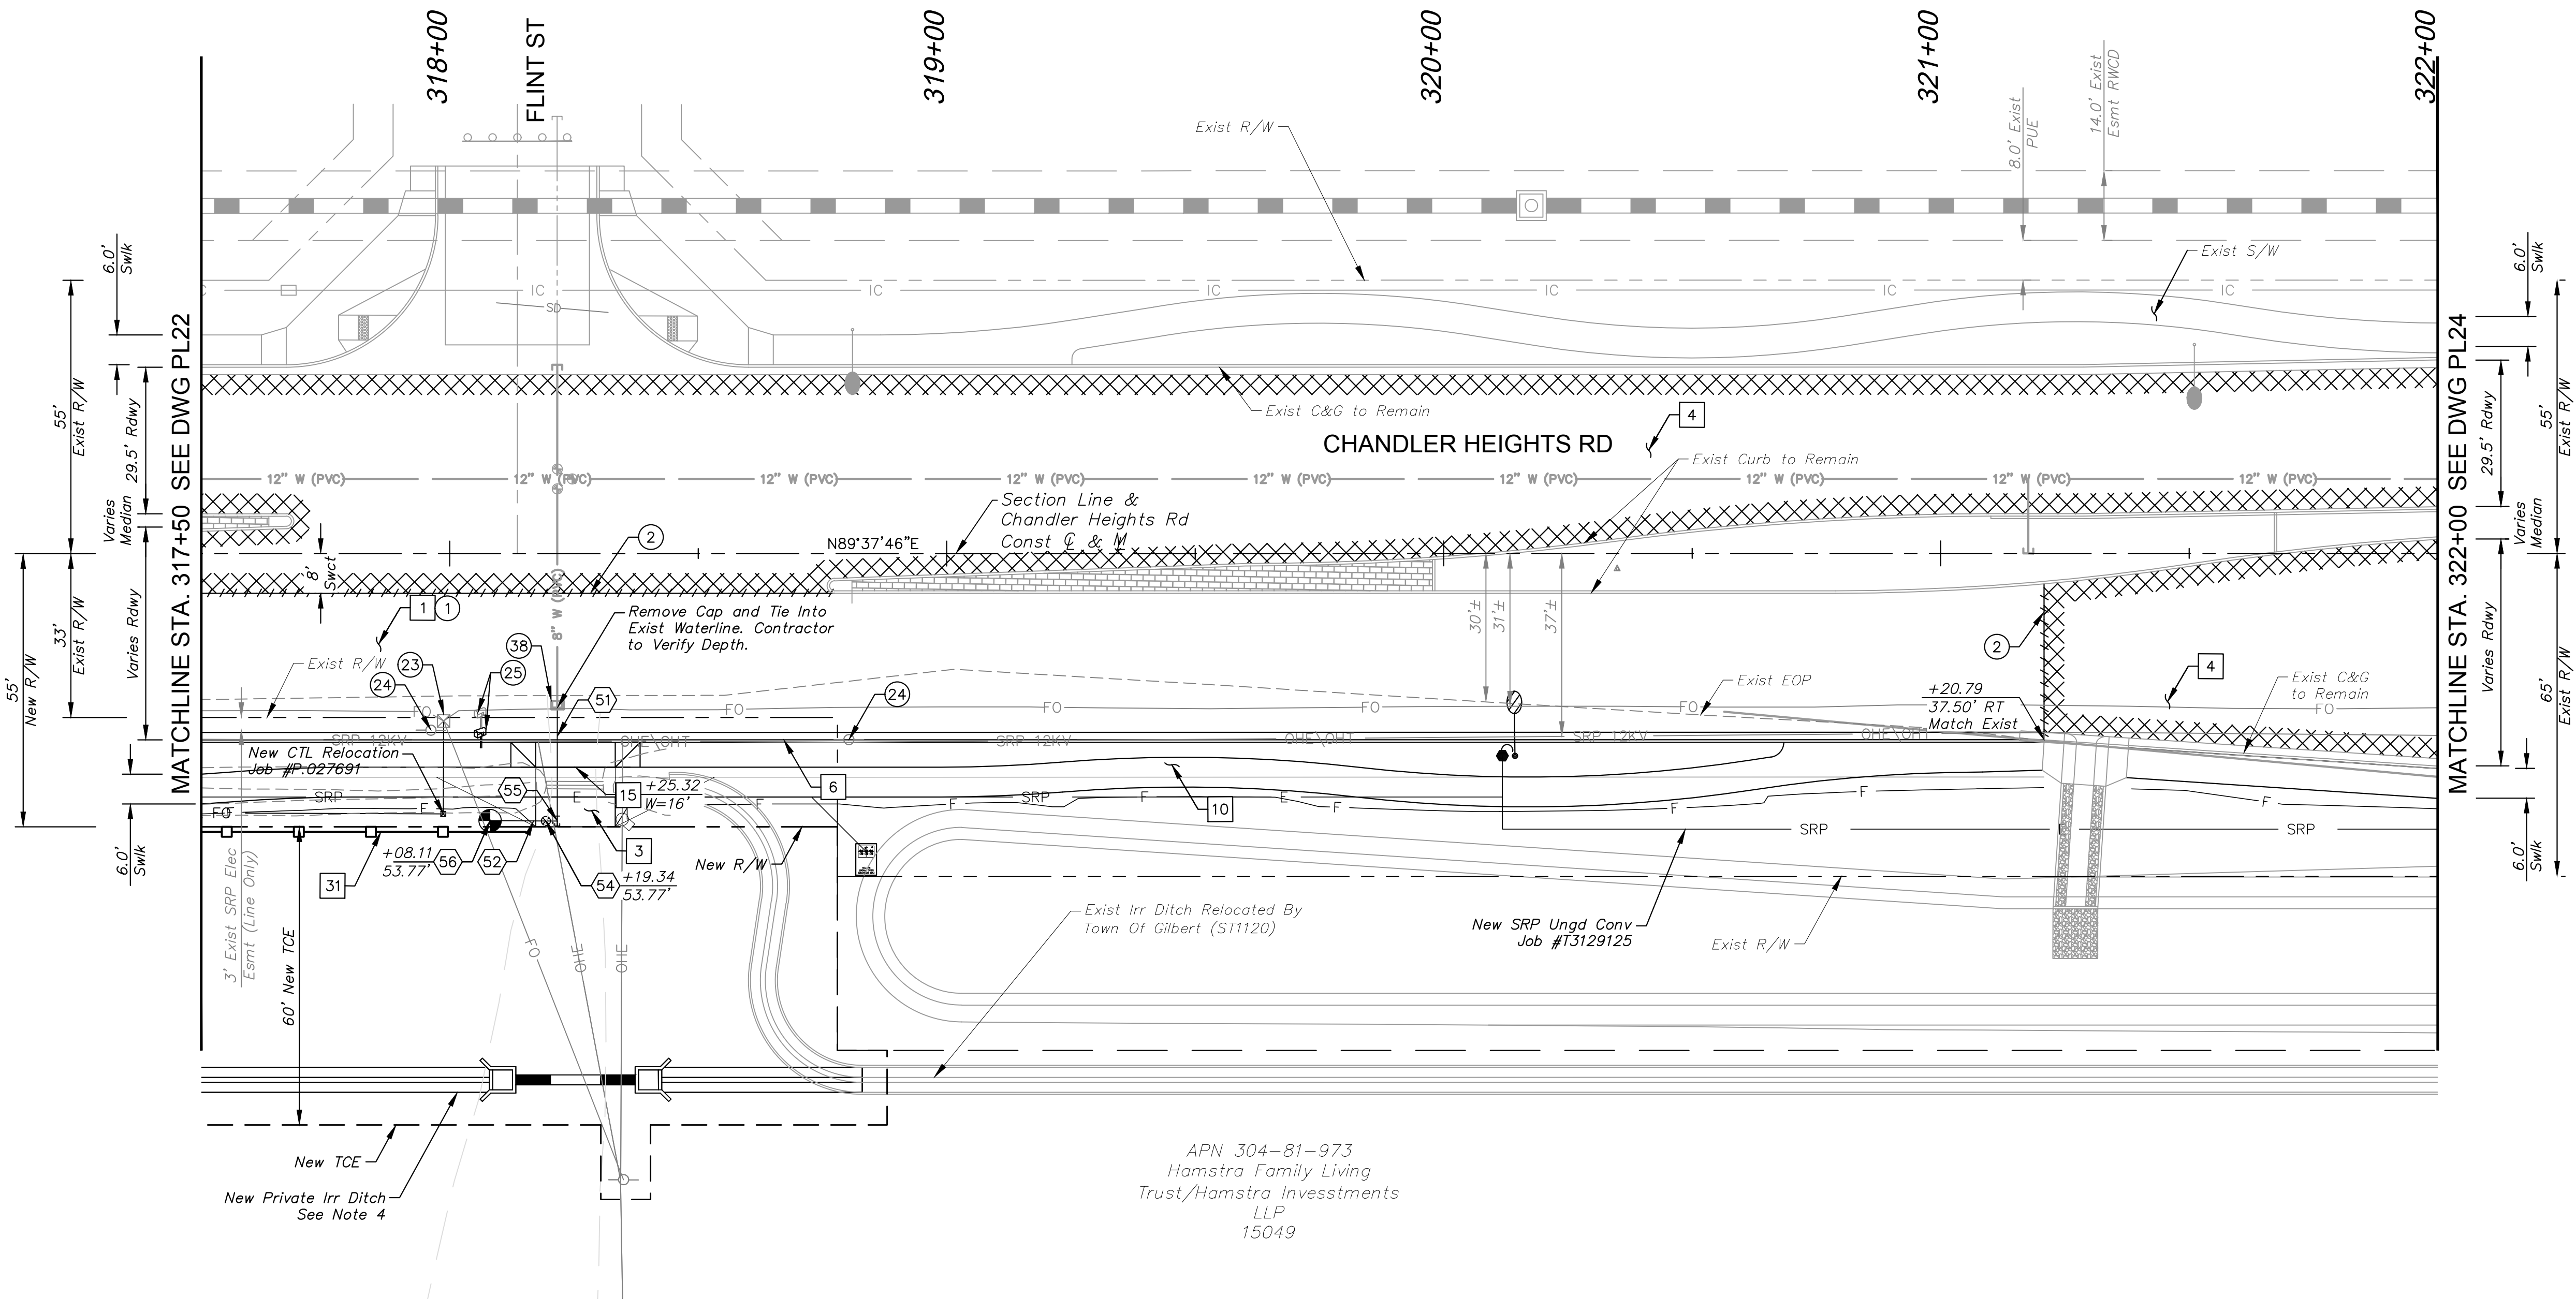 318+00
FLINT ST
319+00
320+00
321+00
322+00
Exist R/W
8.0' Exist
PUE
14.0' Exist
Esmt RWCD
6.0'
Swlk
55'
Exist R/W
29.5' Rdwy
Varies
Median
33'
Exist R/W
55'
New R/W
Varies Rdwy
6.0'
Swlk
MATCHLINE STA. 317+50 SEE DWG PL22
C
IC
IC
IC
IC
IC
IC
SD
Exist S/W
Exist C&G to Remain
4
CHANDLER HEIGHTS RD
Exist Curb to Remain
12" W (PVC)
12" W (PVC)
12" W (PVC)
12" W (PVC)
12" W (PVC)
12" W (PVC)
12" W (PVC)
12" W (PVC)
12" W (PVC)
Section Line &
Chandler Heights Rd
Const ℄ & M
N89°37'46"E
2
8'
Swct
8" W (PVC)
1
1
Remove Cap and Tie Into
Exist Waterline. Contractor
to Verify Depth.
30'±
31'±
37'±
2
4
Exist C&G
to Remain
Exist R/W
23
24
25
38
51
24
FO
FO
FO
FO
FO
FO
Exist EOP
+20.79
37.50' RT
Match Exist
SRP 12KV
OHE\OHT
SRP 12KV
OHE\OHT
SRP 12KV
OHE\OHT
New CTL Relocation
Job #P.027691
55
15
+25.32
W=16'
6
10
SRP
F
E
F
SRP
F
F
E
F
F
F
F
FO
SRP
E
SRP
31
+08.11
53.77'
56
52
54
+19.34
53.77'
3
New R/W
3' Exist SRP Elec
Esmt (Line Only)
60' New TCE
FO
OHE
OHE
Exist Irr Ditch Relocated By
Town Of Gilbert (ST1120)
New SRP Ungd Conv
Job #T3129125
Exist R/W
New TCE
New Private Irr Ditch
See Note 4
APN 304-81-973
Hamstra Family Living
Trust/Hamstra Invesstments
LLP
15049
MATCHLINE STA. 322+00 SEE DWG PL24
6.0'
Swlk
55'
Exist R/W
29.5' Rdwy
Varies
Median
Varies Rdwy
65'
Exist R/W
6.0'
Swlk